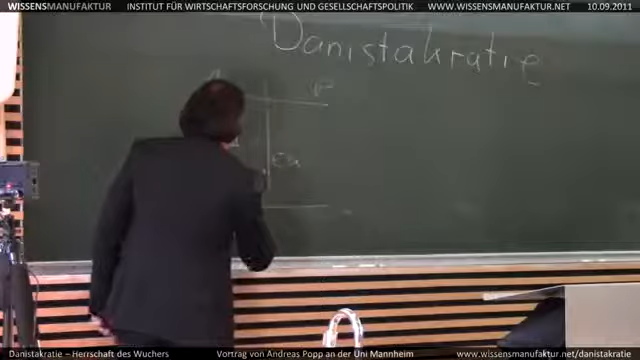 WISSENSMANUFAKTUR INSTITUT FÜR WIRTSCHAFTSFORSCHUNG UND GESELLSCHAFTSPOLITIK WWW.WISSENSMANUFAKTUR.NET 10.09.2011
Danistakratie
A P
Danistakratie – Herrschaft des Wuchers Vortrag von Andreas Popp an der Uni Mannheim www.wissensmanufaktur.net/danistakratie